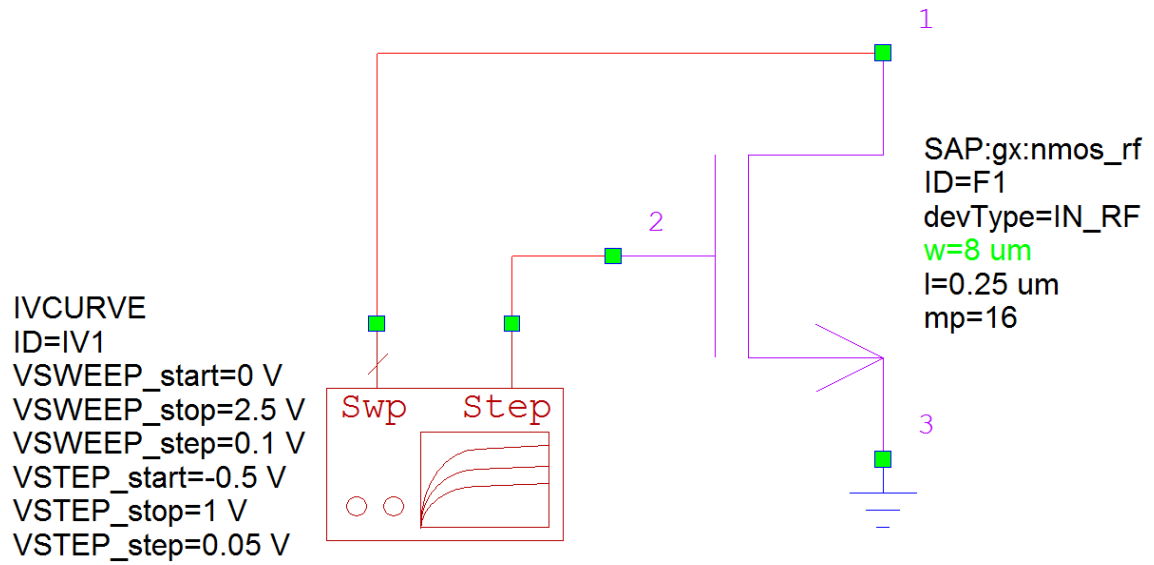 1
SAP:gx:nmos_rf
ID=F1
devType=IN_RF
w=8 um
l=0.25 um
mp=16
2
IVCURVE
ID=IV1
VSWEEP_start=0 V
VSWEEP_stop=2.5 V
VSWEEP_step=0.1 V
VSTEP_start=-0.5 V
VSTEP_stop=1 V
VSTEP_step=0.05 V
Swp Step
3